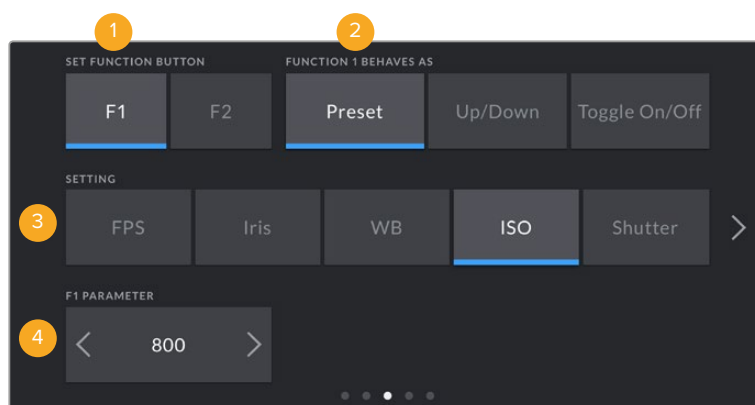 1
2
SET FUNCTION BUTTON
FUNCTION 1 BEHAVES AS
F1
F2
Preset
Up/Down
Toggle On/Off
SETTING
3
FPS
Iris
WB
ISO
Shutter
F1 PARAMETER
4
800